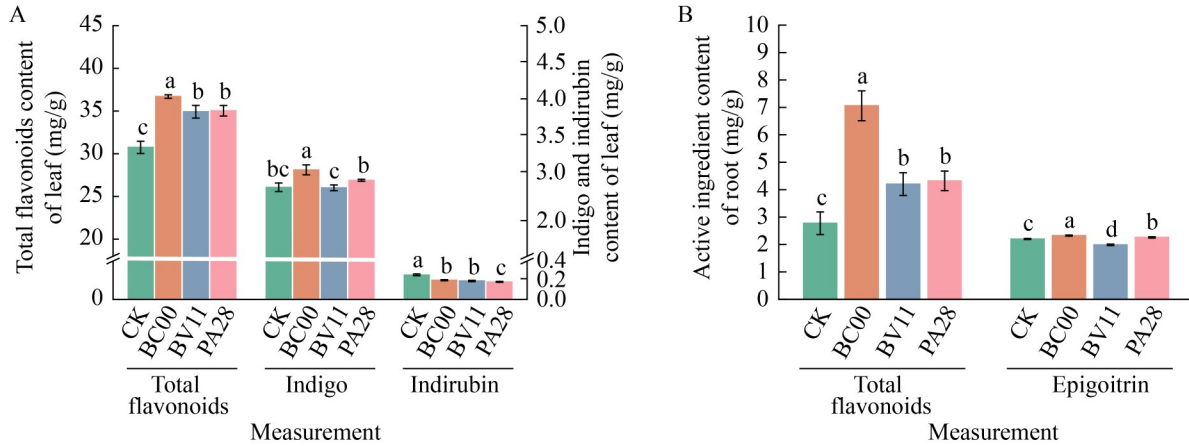 A
Total flavonoids content
of leaf (mg/g)
45
40
35
30
25
20
0
c
a
b
b
bc
a
c
b
a
b
b
c
5.0
4.5
4.0
3.5
3.0
2.0
0.4
0.2
0.0
Indigo and indirubin
content of leaf (mg/g)
CK
BC00
BV11
PA28
CK
BC00
BV11
PA28
CK
BC00
BV11
PA28
Total
flavonoids
Indigo
Indirubin
Measurement
B
Active ingredient content
of root (mg/g)
10
9
8
7
6
5
4
3
2
1
0
c
a
b
b
c
a
d
b
CK
BC00
BV11
PA28
CK
BC00
BV11
PA28
Total
flavonoids
Epigoitrin
Measurement